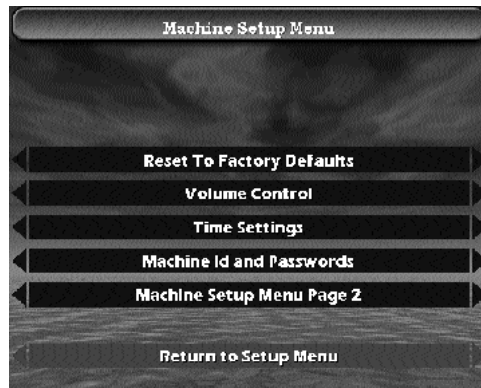 Machine Setup Menu
Reset To Factory Defaults
Volume Control
Time Settings
Machine Id and Passwords
Machine Setup Menu Page 2
Return to Setup Menu